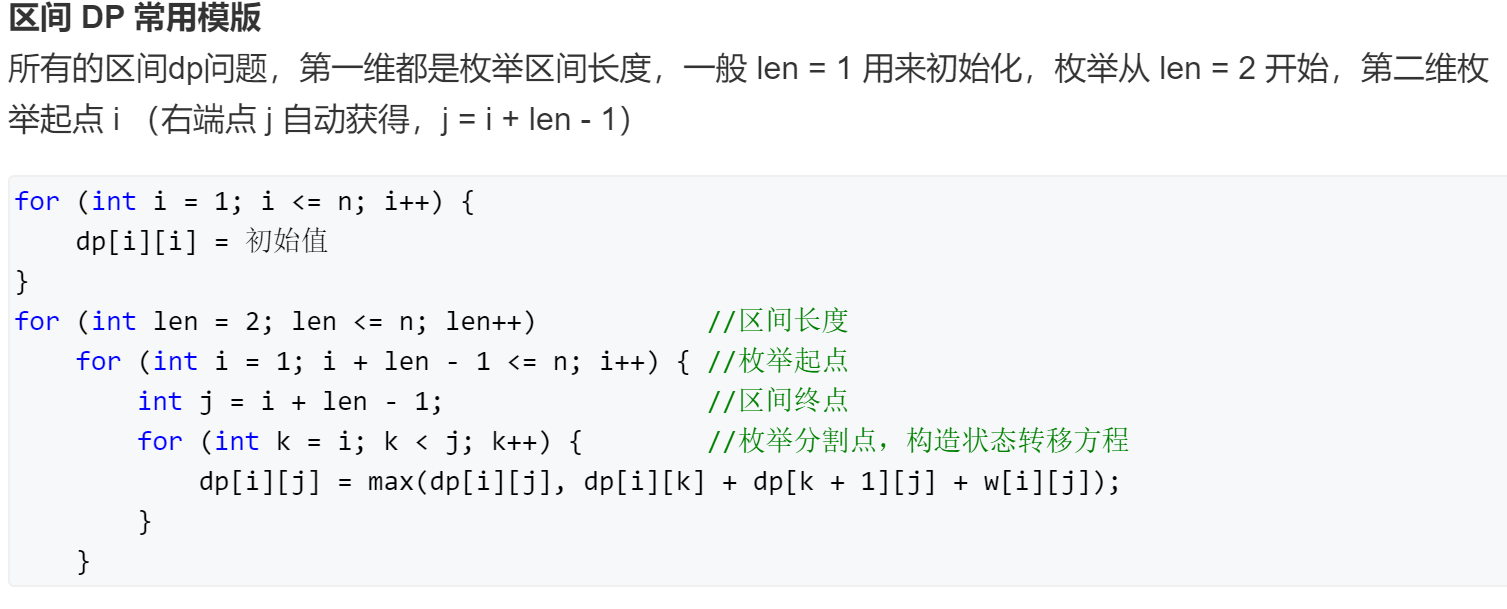 区间 DP 常用模版
所有的区间dp问题，第一维都是枚举区间长度，一般 len = 1 用来初始化，枚举从 len = 2 开始，第二维枚
举起点 i （右端点 j 自动获得，j = i + len - 1）
for (int i = 1; i <= n; i++) {
    dp[i][i] = 初始值
}
for (int len = 2; len <= n; len++)           //区间长度
    for (int i = 1; i + len - 1 <= n; i++) { //枚举起点
        int j = i + len - 1;                 //区间终点
        for (int k = i; k < j; k++) {        //枚举分割点，构造状态转移方程
            dp[i][j] = max(dp[i][j], dp[i][k] + dp[k + 1][j] + w[i][j]);
        }
    }